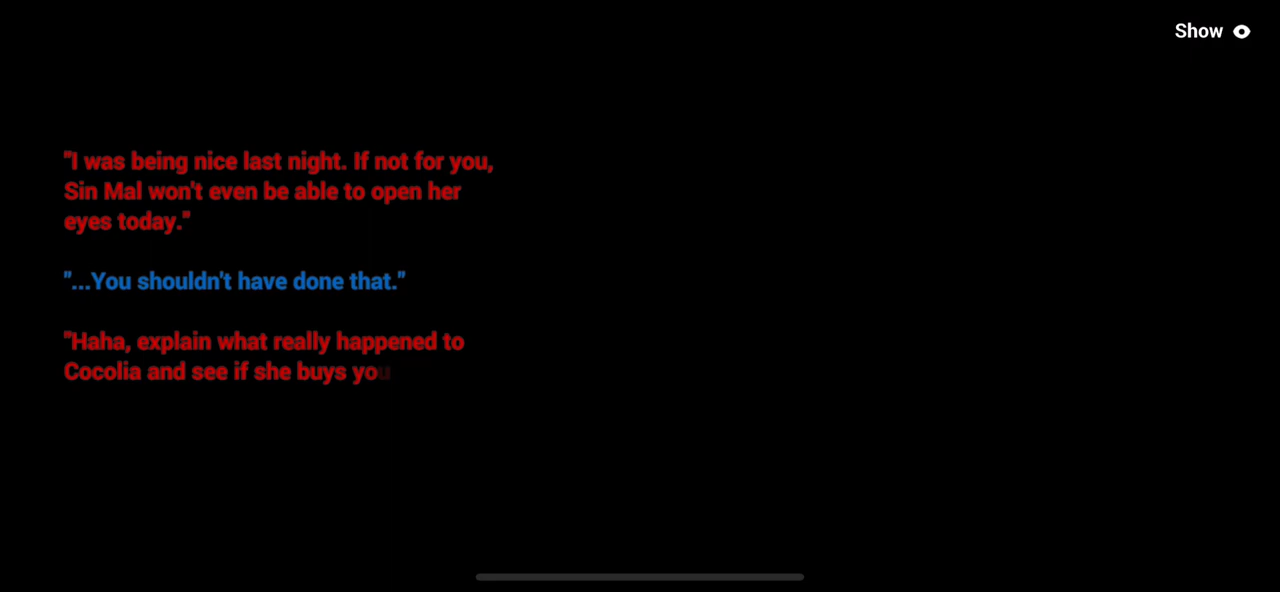 Show
"I was being nice last night. If not for you,
Sin Mal won't even be able to open her
eyes today."
"...You shouldn't have done that."
"Haha, explain what really happened to
Cocolia and see if she buys you